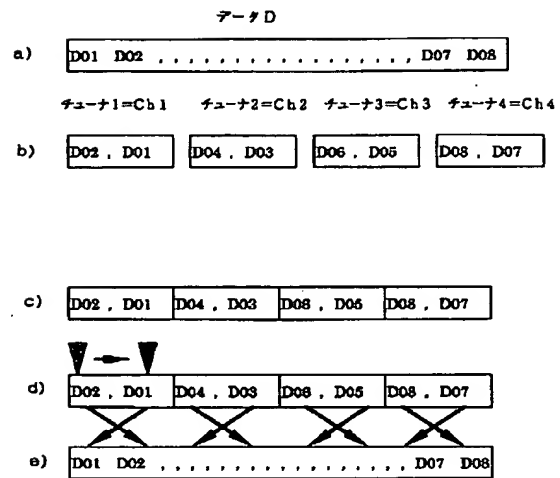 データD
a) D01 D02 , , , , , , , , , , , , , , , , , , D07 D08
チューナ1=Ch1 チューナ2=Ch2 チューナ3=Ch3 チューナ4=Ch4
b) D02 , D01 D04 , D03 D06 , D05 D08 , D07
c) D02 , D01 D04 , D03 D06 , D05 D08 , D07
d) D02 , D01 D04 , D03 D06 , D05 D08 , D07
e) D01 D02 , , , , , , , , , , , , , , , , , , D07 D08